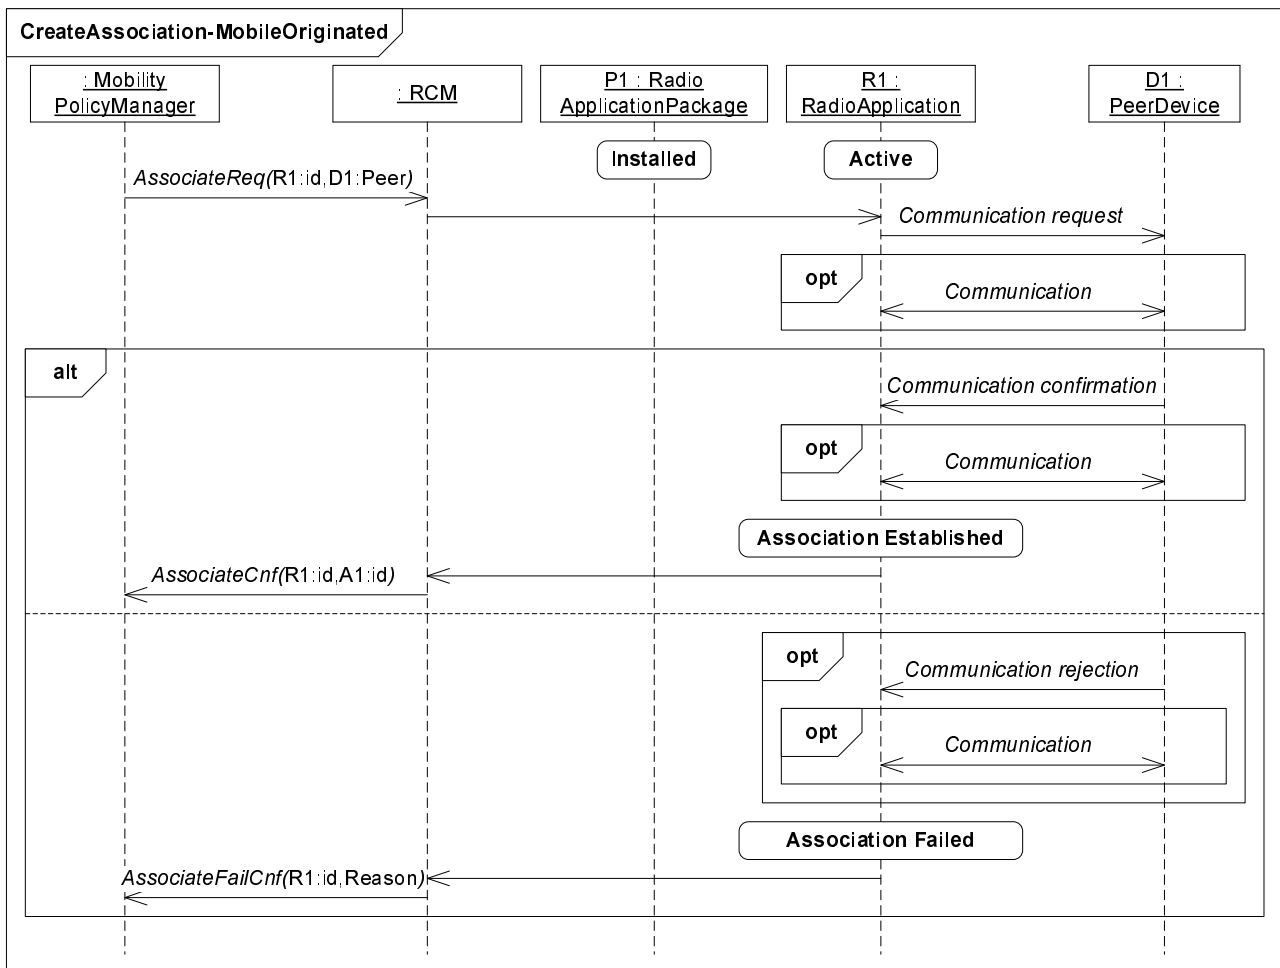 CreateAssociation-MobileOriginated
: Mobility
PolicyManager
: RCM
P1 : Radio
ApplicationPackage
R1 :
RadioApplication
D1 :
PeerDevice
Installed
Active
AssociateReq(R1:id,D1:Peer)
Communication request
opt
Communication
alt
Communication confirmation
opt
Communication
Association Established
AssociateCnf(R1:id,A1:id)
opt
Communication rejection
opt
Communication
Association Failed
AssociateFailCnf(R1:id,Reason)